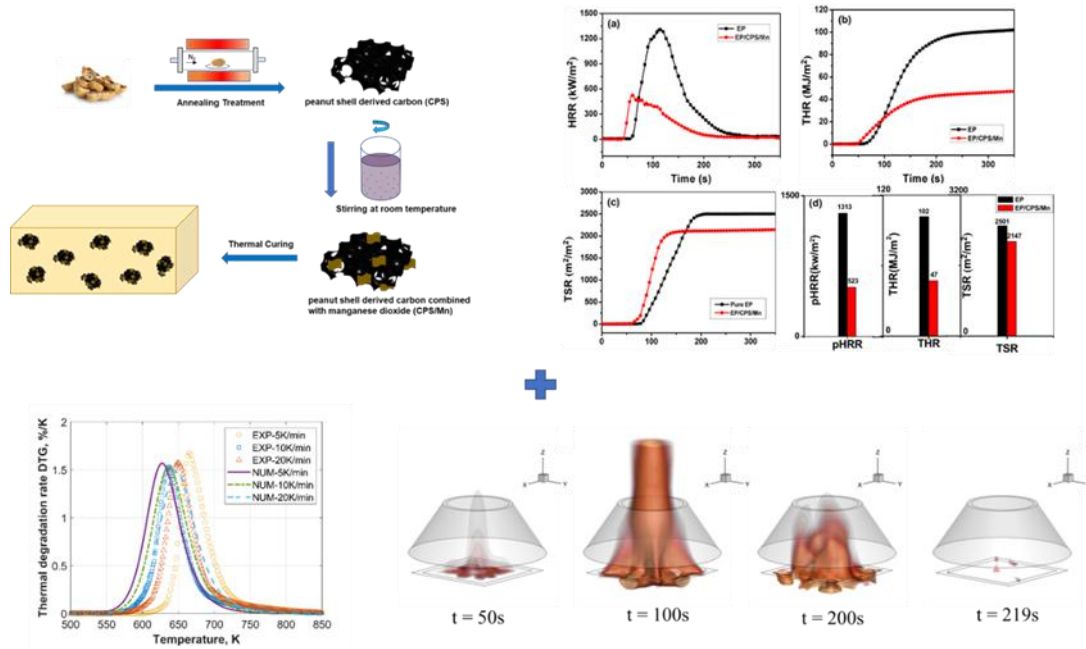 N₂
Annealing Treatment
peanut shell derived carbon (CPS)
Stirring at room temperature
Thermal Curing
peanut shell derived carbon combined
with manganese dioxide (CPS/Mn)
(a)
EP
EP/CPS/Mn
HRR (kW/m²)
1500
1200
900
600
300
0
0 100 200 300
Time (s)
(b)
EP
EP/CPS/Mn
THR (MJ/m²)
120
100
80
60
40
20
0
0 100 200 300
Time (s)
(c)
Pure EP
EP/CPS/Mn
TSR (m²/m²)
3000
2500
2000
1500
1000
500
0
0 100 200 300
Time (s)
(d)
EP
EP/CPS/Mn
1500
1313
523
pHRR(kw/m²)
0
pHRR
120
102
47
THR(MJ/m²)
0
THR
3200
2501
2147
TSR (m²/m²)
0
TSR
Thermal degradation rate DTG, %/K
2
1.5
1
0.5
0
500 550 600 650 700 750 800 850
Temperature, K
EXP-5K/min
EXP-10K/min
EXP-20K/min
NUM-5K/min
NUM-10K/min
NUM-20K/min
Z
X Y
t = 50s
Z
X Y
t = 100s
Z
X Y
t = 200s
Z
X Y
t = 219s